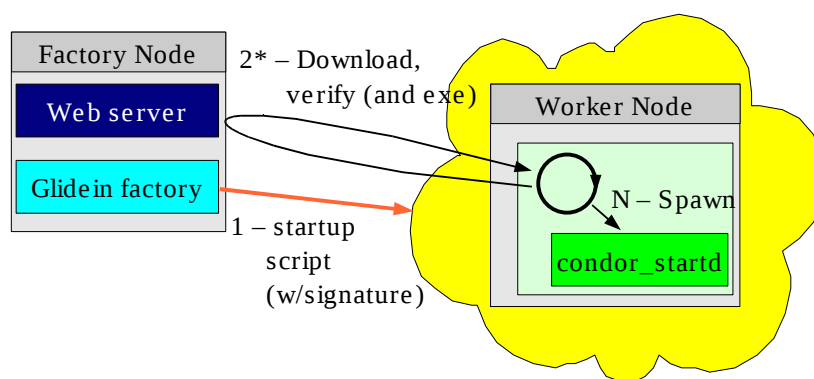 Factory Node
Web server
Glidein factory
2* – Download,
verify (and exe)
1 – startup
script
(w/signature)
Worker Node
N – Spawn
condor_startd